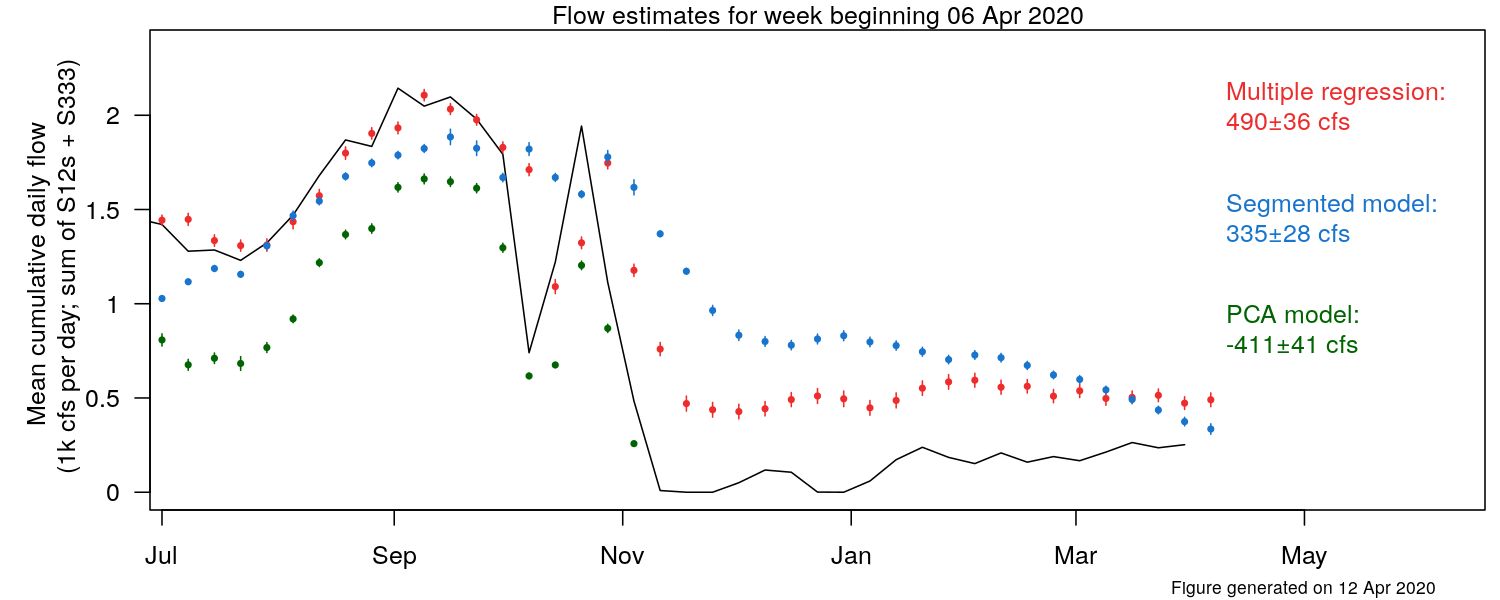 Flow estimates for week beginning 06 Apr 2020
Mean cumulative daily flow
(1k cfs per day; sum of S12s + S333)
2
1.5
1
0.5
0
Multiple regression:
490±36 cfs
Segmented model:
335±28 cfs
PCA model:
-411±41 cfs
Jul Sep Nov Jan Mar May
Figure generated on 12 Apr 2020